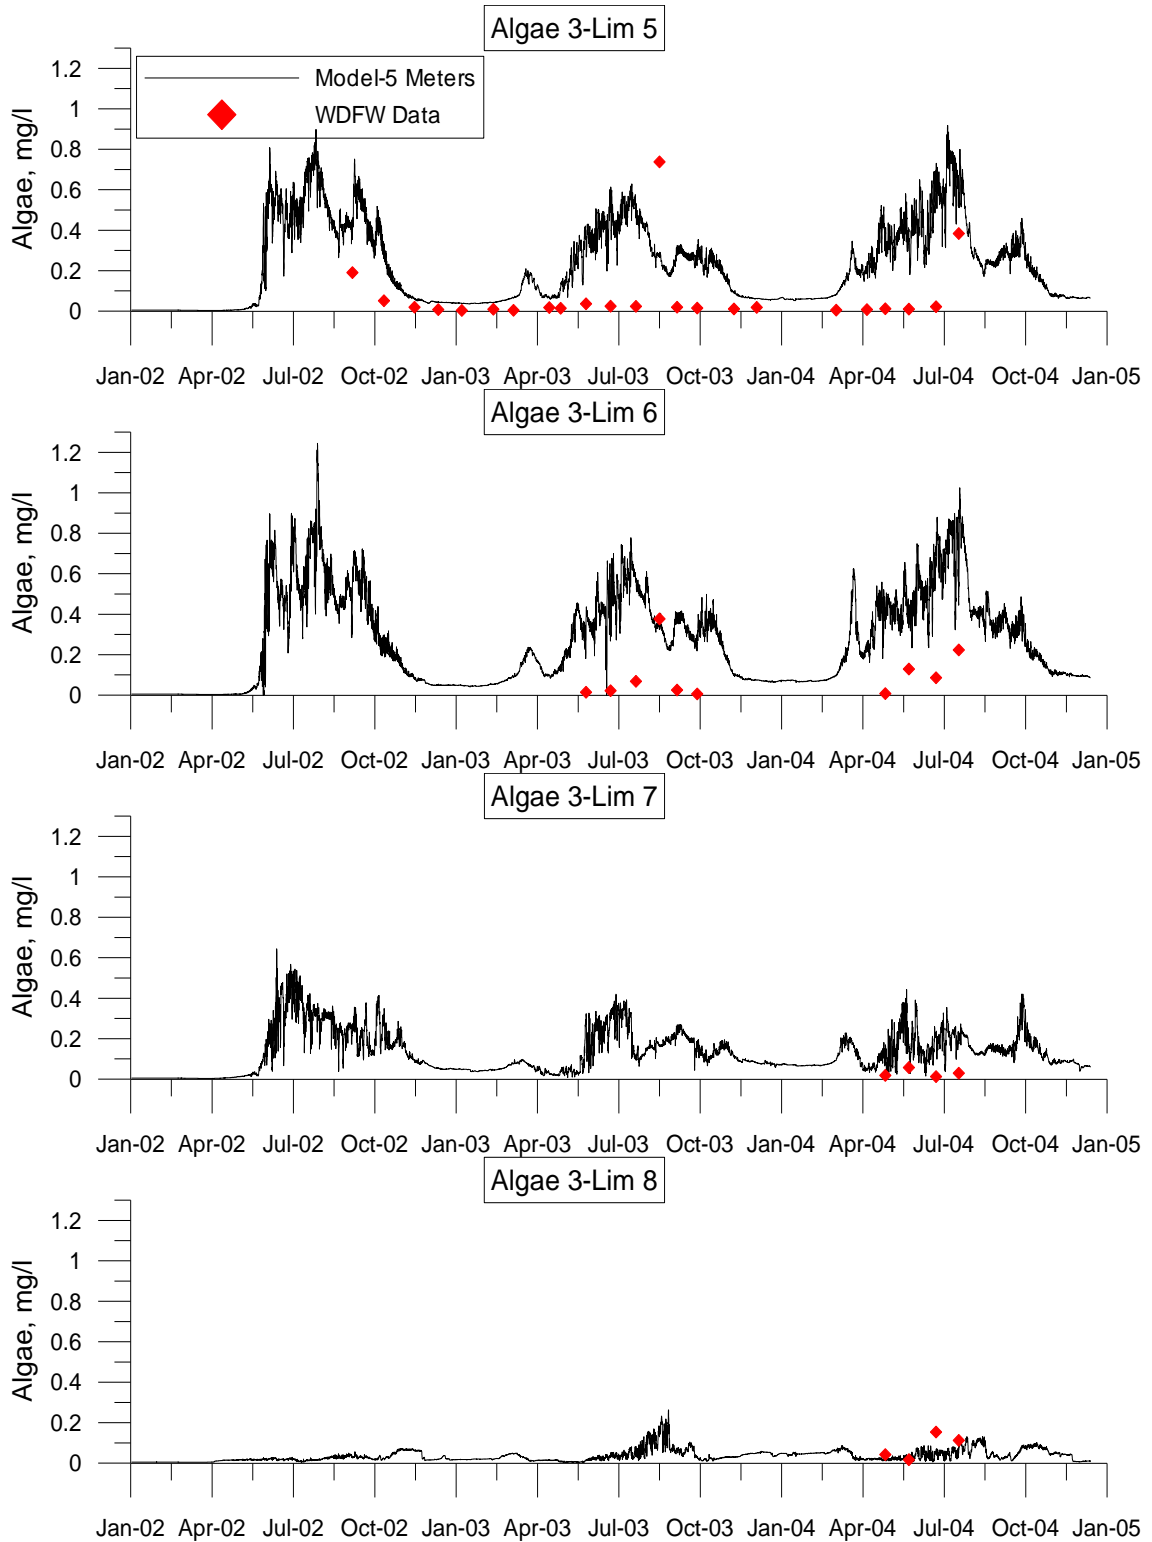 Algae 3-Lim 5
Model-5 Meters
WDFW Data
Algae, mg/l
1.2
1
0.8
0.6
0.4
0.2
0
Jan-02 Apr-02 Jul-02 Oct-02 Jan-03 Apr-03 Jul-03 Oct-03 Jan-04 Apr-04 Jul-04 Oct-04 Jan-05
Algae 3-Lim 6
Algae, mg/l
1.2
1
0.8
0.6
0.4
0.2
0
Jan-02 Apr-02 Jul-02 Oct-02 Jan-03 Apr-03 Jul-03 Oct-03 Jan-04 Apr-04 Jul-04 Oct-04 Jan-05
Algae 3-Lim 7
Algae, mg/l
1.2
1
0.8
0.6
0.4
0.2
0
Jan-02 Apr-02 Jul-02 Oct-02 Jan-03 Apr-03 Jul-03 Oct-03 Jan-04 Apr-04 Jul-04 Oct-04 Jan-05
Algae 3-Lim 8
Algae, mg/l
1.2
1
0.8
0.6
0.4
0.2
0
Jan-02 Apr-02 Jul-02 Oct-02 Jan-03 Apr-03 Jul-03 Oct-03 Jan-04 Apr-04 Jul-04 Oct-04 Jan-05